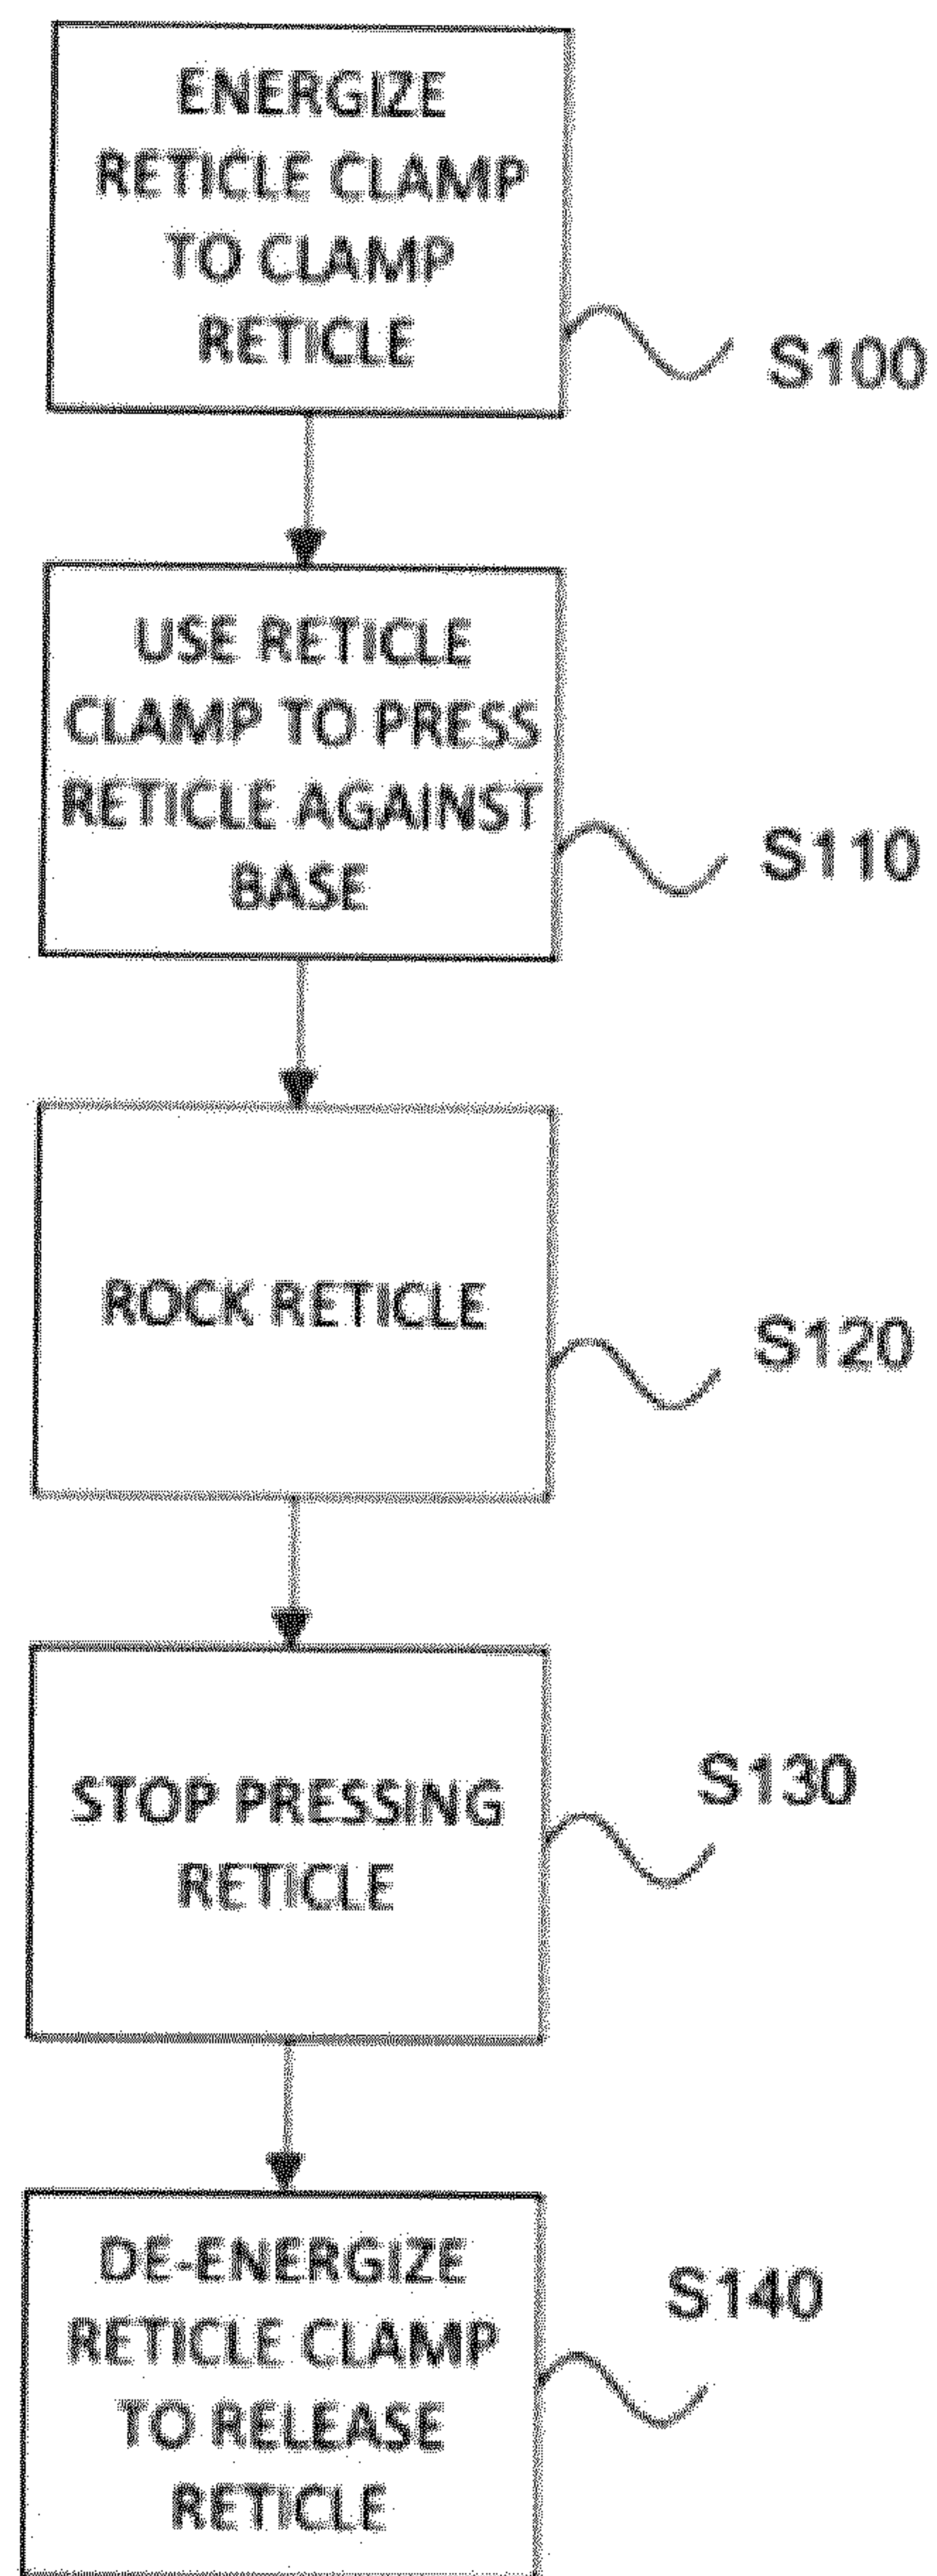 ENERGIZE
RETICLE CLAMP
TO CLAMP
RETICLE
S100
USE RETICLE
CLAMP TO PRESS
RETICLE AGAINST
BASE
S110
ROCK RETICLE
S120
STOP PRESSING
RETICLE
S130
DE-ENERGIZE
RETICLE CLAMP
TO RELEASE
RETICLE
S140